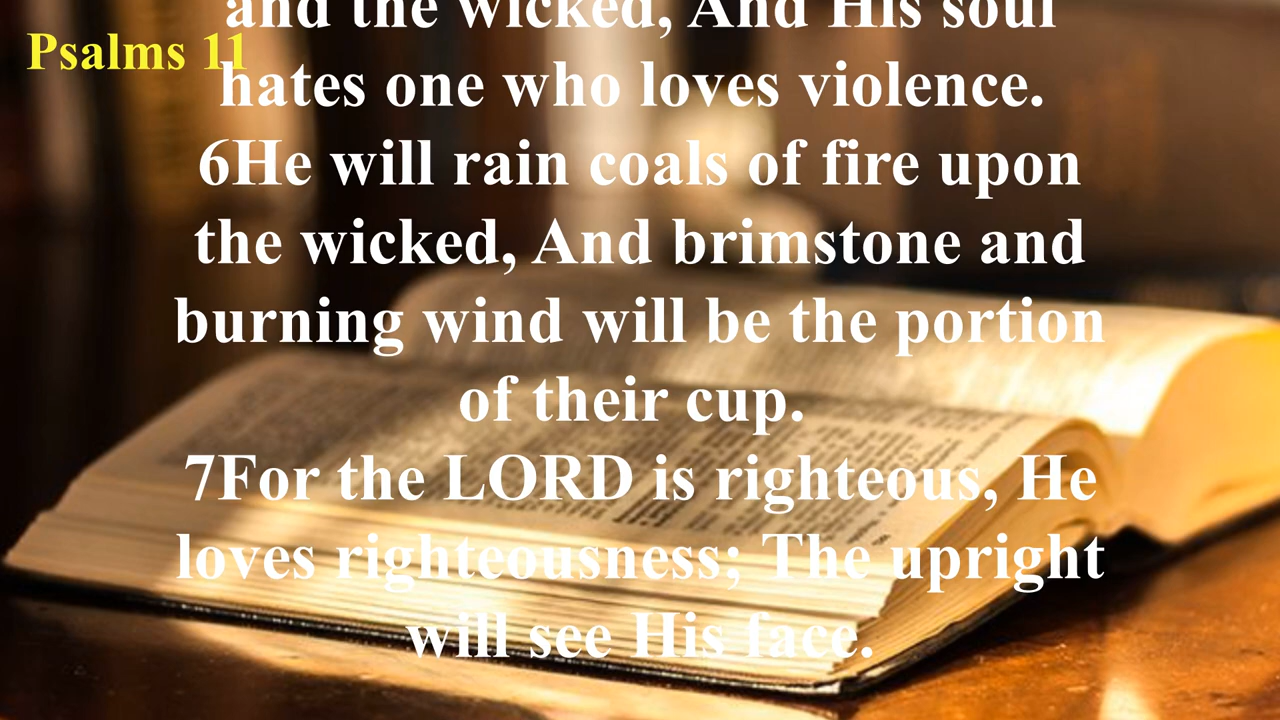 and the wicked, And His soul
Psalms 11
hates one who loves violence.
6He will rain coals of fire upon
the wicked, And brimstone and
burning wind will be the portion
of their cup.
7For the LORD is righteous, He
loves righteousness; The upright
will see His face.